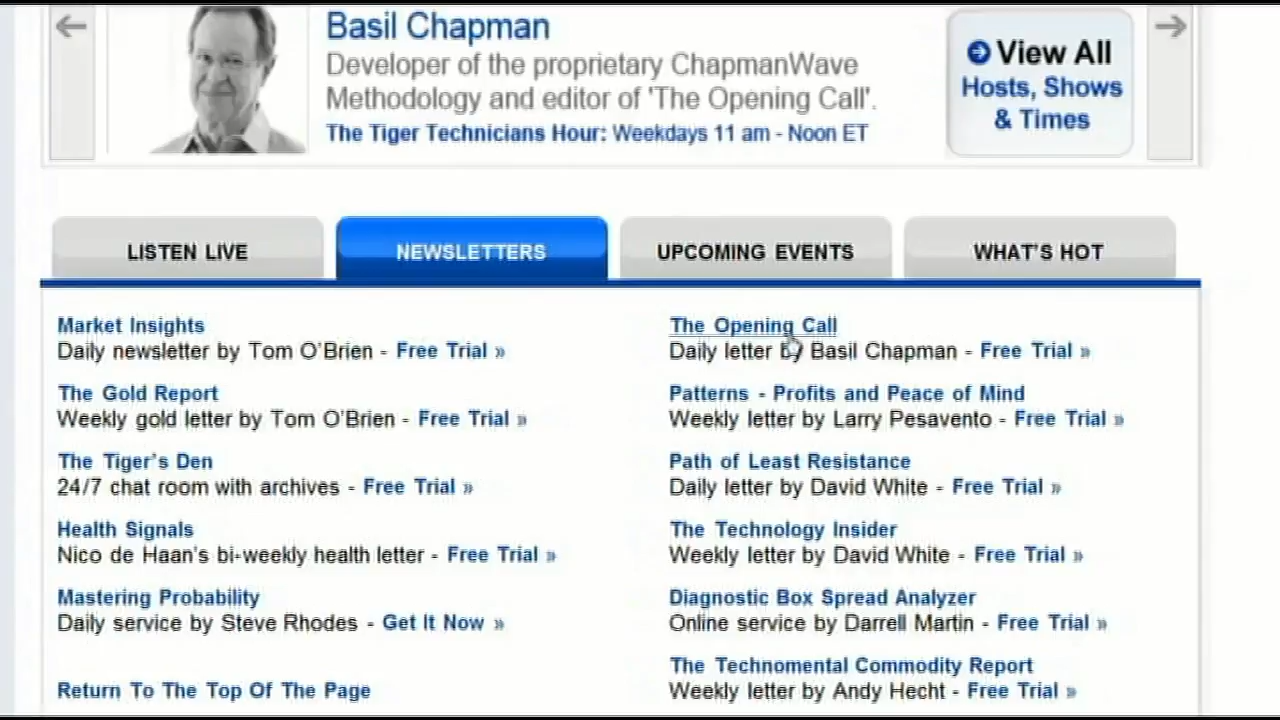 Basil Chapman
Developer of the proprietary ChapmanWave
Methodology and editor of 'The Opening Call'.
The Tiger Technicians Hour: Weekdays 11 am - Noon ET
View All
Hosts, Shows
& Times
LISTEN LIVE
NEWSLETTERS
UPCOMING EVENTS
WHAT'S HOT
Market Insights
Daily newsletter by Tom O'Brien - Free Trial »
The Gold Report
Weekly gold letter by Tom O'Brien - Free Trial »
The Tiger's Den
24/7 chat room with archives - Free Trial »
Health Signals
Nico de Haan's bi-weekly health letter - Free Trial »
Mastering Probability
Daily service by Steve Rhodes - Get It Now »
Return To The Top Of The Page
The Opening Call
Daily letter by Basil Chapman - Free Trial »
Patterns - Profits and Peace of Mind
Weekly letter by Larry Pesavento - Free Trial »
Path of Least Resistance
Daily letter by David White - Free Trial »
The Technology Insider
Weekly letter by David White - Free Trial »
Diagnostic Box Spread Analyzer
Online service by Darrell Martin - Free Trial »
The Technomental Commodity Report
Weekly letter by Andy Hecht - Free Trial »